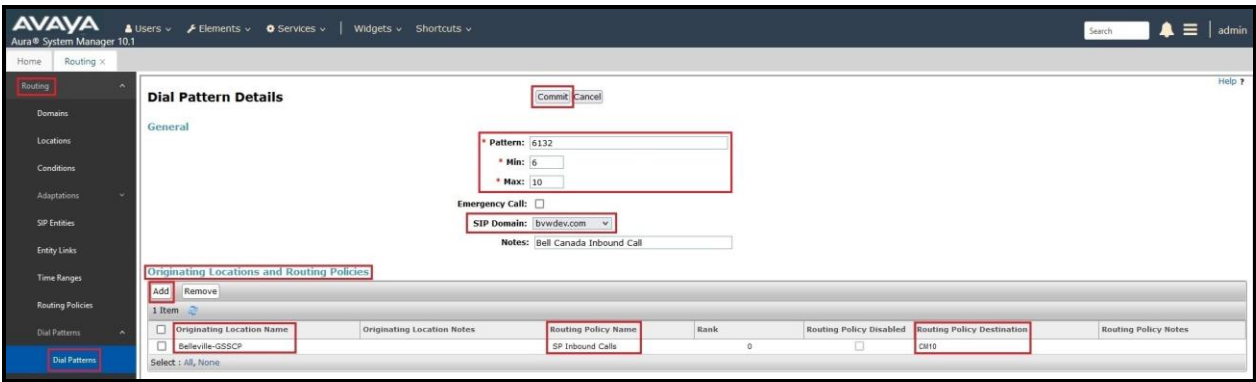 AVAYA
Aura® System Manager 10.1
Users Elements Services | Widgets Shortcuts
Search
admin
Home Routing ×
Routing
Domains
Locations
Conditions
Adaptations
SIP Entities
Entity Links
Time Ranges
Routing Policies
Dial Patterns
Dial Patterns
Help ?
Dial Pattern Details
Commit Cancel
General
* Pattern: 6132
* Min: 6
* Max: 10
Emergency Call:
SIP Domain: bvwdev.com
Notes: Bell Canada Inbound Call
Originating Locations and Routing Policies
Add Remove
1 Item
Originating Location Name Originating Location Notes Routing Policy Name Rank Routing Policy Disabled Routing Policy Destination Routing Policy Notes
Belleville-GSSCP SP Inbound Calls 0 CM10
Select : All, None